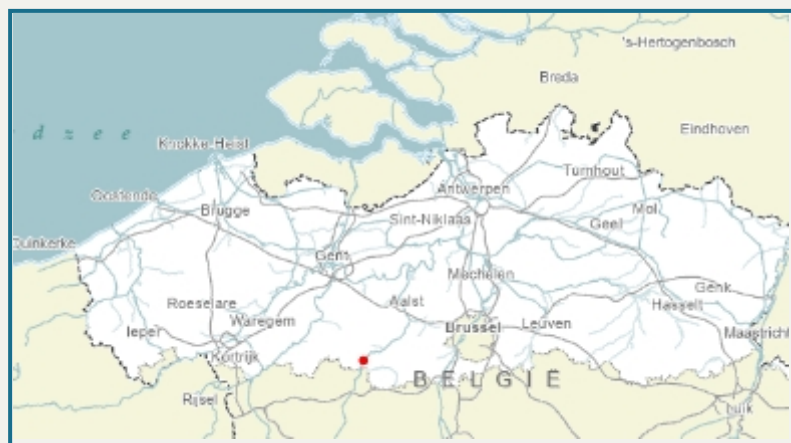 's-Hertogenbosch
Breda
dzee
Eindhoven
Knokke-Heist
Turnhout
Oostende
Antwerpen
Mol
Brugge
Sint-Niklaas
Geel
Duinkerke
Gent
Mechelen
Genk
Roeselare
Aalst
Hasselt
Waregem
Brussel
Leuven
Ieper
Maastricht
Kortrijk
BELGIË
Rijsel
Luik